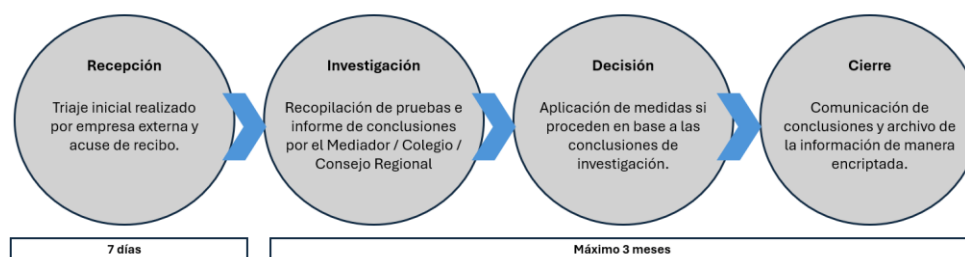 Recepción
Triaje inicial realizado
por empresa externa y
acuse de recibo.
Investigación
Recopilación de pruebas e
informe de conclusiones
por el Mediador / Colegio /
Consejo Regional
Decisión
Aplicación de medidas si
proceden en base a las
conclusiones de
investigación.
Cierre
Comunicación de
conclusiones y archivo de
la información de manera
encriptada.
7 días
Máximo 3 meses